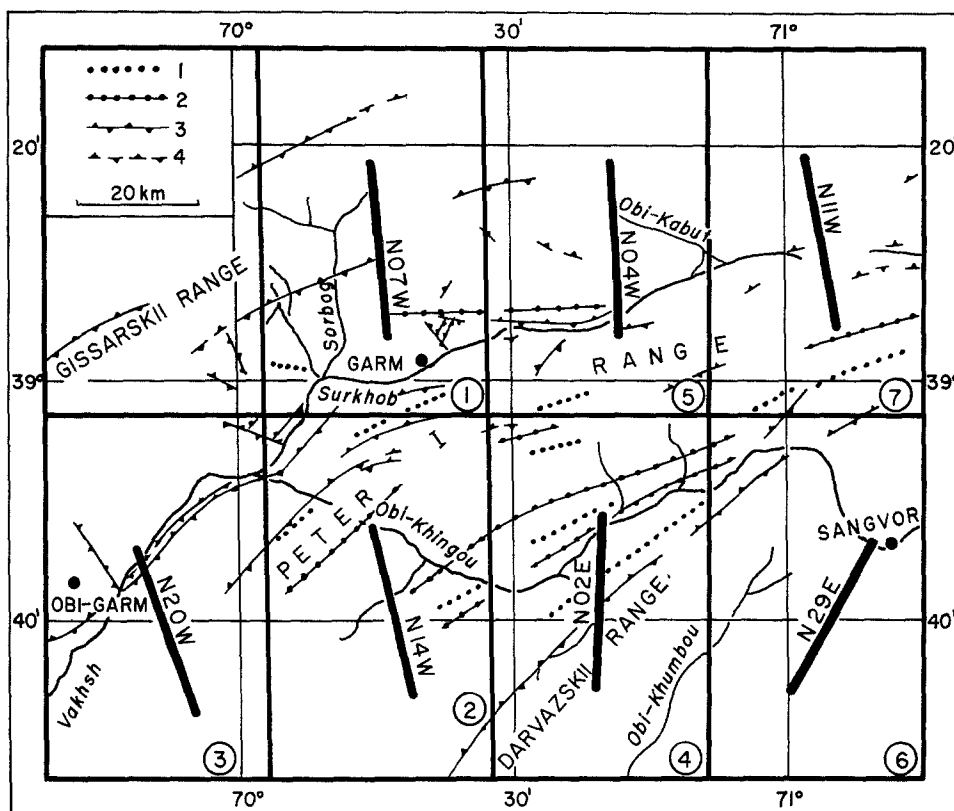 70° 30' 71°
1
2
3
4
20 km
20' 20'
GISSARSKII RANGE
Sorbog
N07W
N04W
Obi-Kabut
N11W
GARM
Surkhob
RANGE
39° 39°
1
5
7
PETER I
Obi-Khingou
SANGVOR
OBI-GARM
N20W
N14W
N02E
DARVAZSKII RANGE
N29E
40' 40'
Vakhsh
Obi-Khumbou
2
3
4
6
70° 30' 71°